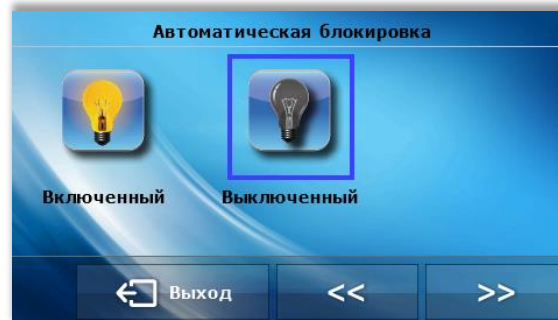 Автоматическая блокировка
Включенный Выключенный
Выход << >>